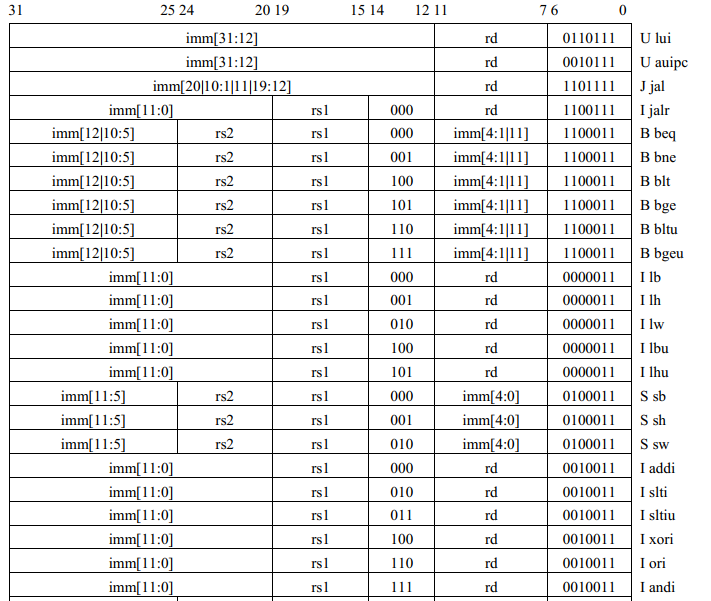 31 25 24 20 19 15 14 12 11 7 6 0
imm[31:12] rd 0110111 U lui
imm[31:12] rd 0010111 U auipc
imm[20|10:1|11|19:12] rd 1101111 J jal
imm[11:0] rs1 000 rd 1100111 I jalr
imm[12|10:5] rs2 rs1 000 imm[4:1|11] 1100011 B beq
imm[12|10:5] rs2 rs1 001 imm[4:1|11] 1100011 B bne
imm[12|10:5] rs2 rs1 100 imm[4:1|11] 1100011 B blt
imm[12|10:5] rs2 rs1 101 imm[4:1|11] 1100011 B bge
imm[12|10:5] rs2 rs1 110 imm[4:1|11] 1100011 B bltu
imm[12|10:5] rs2 rs1 111 imm[4:1|11] 1100011 B bgeu
imm[11:0] rs1 000 rd 0000011 I lb
imm[11:0] rs1 001 rd 0000011 I lh
imm[11:0] rs1 010 rd 0000011 I lw
imm[11:0] rs1 100 rd 0000011 I lbu
imm[11:0] rs1 101 rd 0000011 I lhu
imm[11:5] rs2 rs1 000 imm[4:0] 0100011 S sb
imm[11:5] rs2 rs1 001 imm[4:0] 0100011 S sh
imm[11:5] rs2 rs1 010 imm[4:0] 0100011 S sw
imm[11:0] rs1 000 rd 0010011 I addi
imm[11:0] rs1 010 rd 0010011 I slti
imm[11:0] rs1 011 rd 0010011 I sltiu
imm[11:0] rs1 100 rd 0010011 I xori
imm[11:0] rs1 110 rd 0010011 I ori
imm[11:0] rs1 111 rd 0010011 I andi